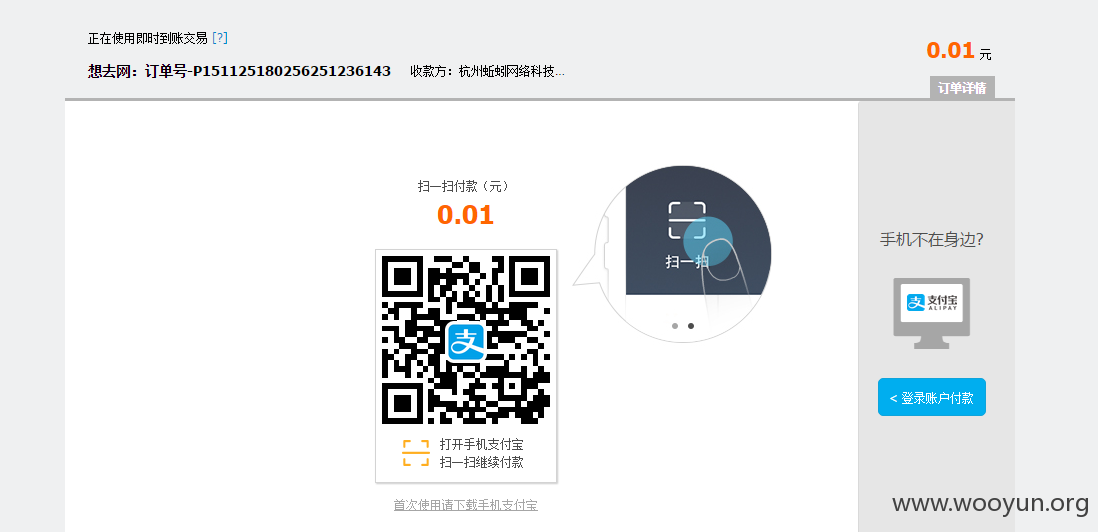 正在使用即时到账交易 [?]
想去网：订单号-P151125180256251236143 收款方：杭州蚯蚓网络科技...
0.01 元
订单详情
扫一扫付款（元）
0.01
扫一扫
支
打开手机支付宝
扫一扫继续付款
首次使用请下载手机支付宝
手机不在身边?
支 支付宝
ALIPAY
< 登录账户付款
www.wooyun.org